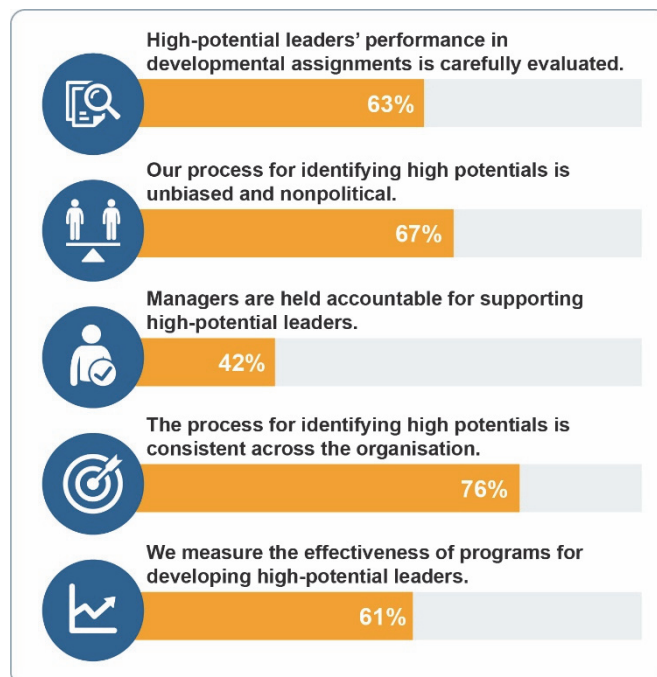 High-potential leaders' performance in
developmental assignments is carefully evaluated.
63%
Our process for identifying high potentials is
unbiased and nonpolitical.
67%
Managers are held accountable for supporting
high-potential leaders.
42%
The process for identifying high potentials is
consistent across the organisation.
76%
We measure the effectiveness of programs for
developing high-potential leaders.
61%